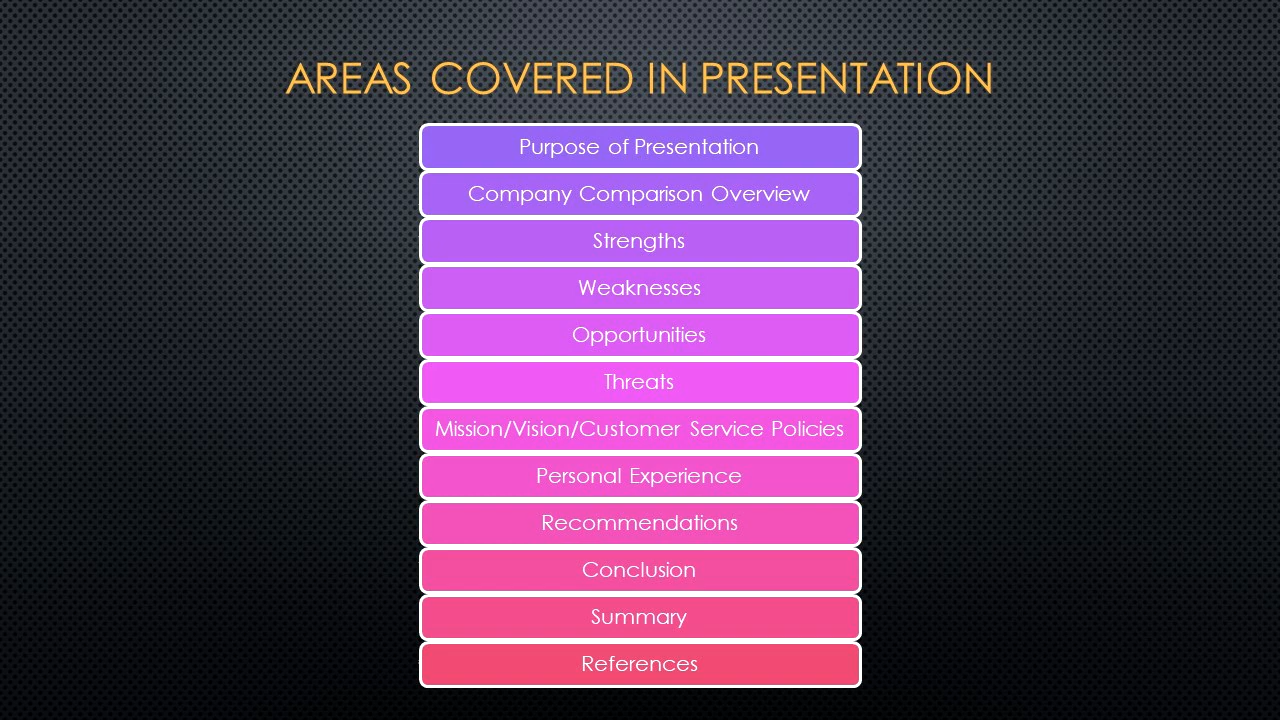 AREAS COVERED IN PRESENTATION
Purpose of Presentation
Company Comparison Overview
Strengths
Weaknesses
Opportunities
Threats
Mission/Vision/Customer Service Policies
Personal Experience
Recommendations
Conclusion
Summary
References